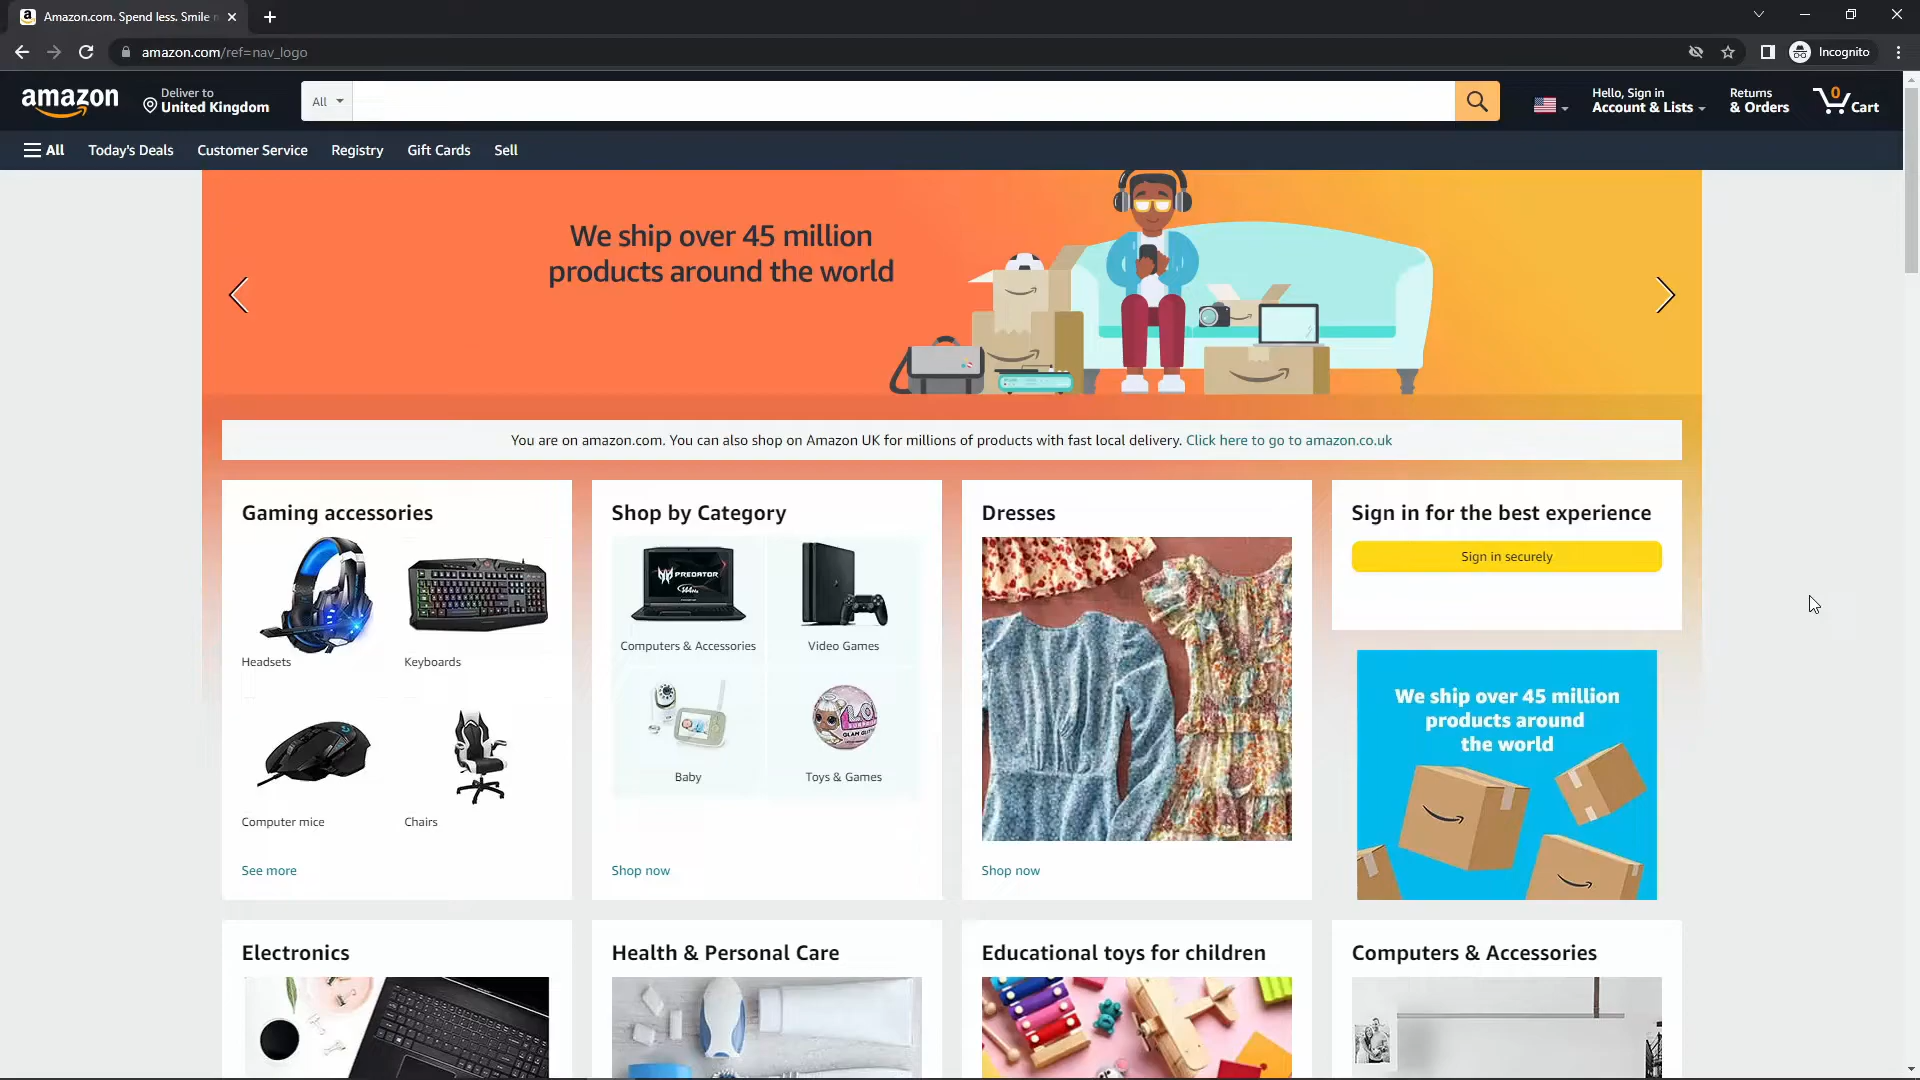 Amazon.com. Spend less. Smile
amazon.com/ref=nav_logo
Incognito
amazon
Deliver to
United Kingdom
All
Hello, Sign in
Account & Lists
Returns
& Orders
0
Cart
All
Today's Deals
Customer Service
Registry
Gift Cards
Sell
We ship over 45 million
products around the world
You are on amazon.com. You can also shop on Amazon UK for millions of products with fast local delivery. Click here to go to amazon.co.uk
Gaming accessories
Headsets
Keyboards
Computer mice
Chairs
See more
Shop by Category
PREDATOR
144Hz
Computers & Accessories
Video Games
Baby
Toys & Games
Shop now
Dresses
Shop now
Sign in for the best experience
Sign in securely
We ship over 45 million
products around
the world
Electronics
Health & Personal Care
Educational toys for children
Computers & Accessories